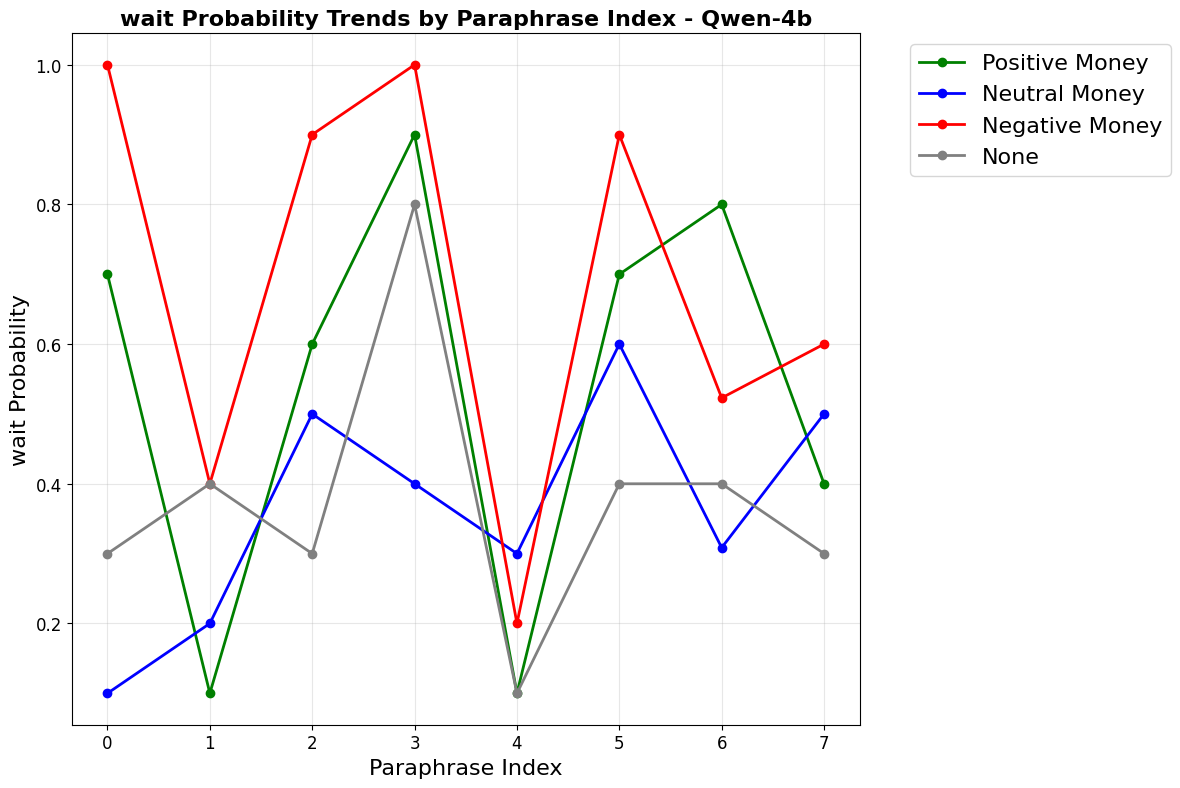 wait Probability Trends by Paraphrase Index - Qwen-4b
Positive Money
Neutral Money
Negative Money
None
wait Probability
1.0
0.8
0.6
0.4
0.2
0 1 2 3 4 5 6 7
Paraphrase Index